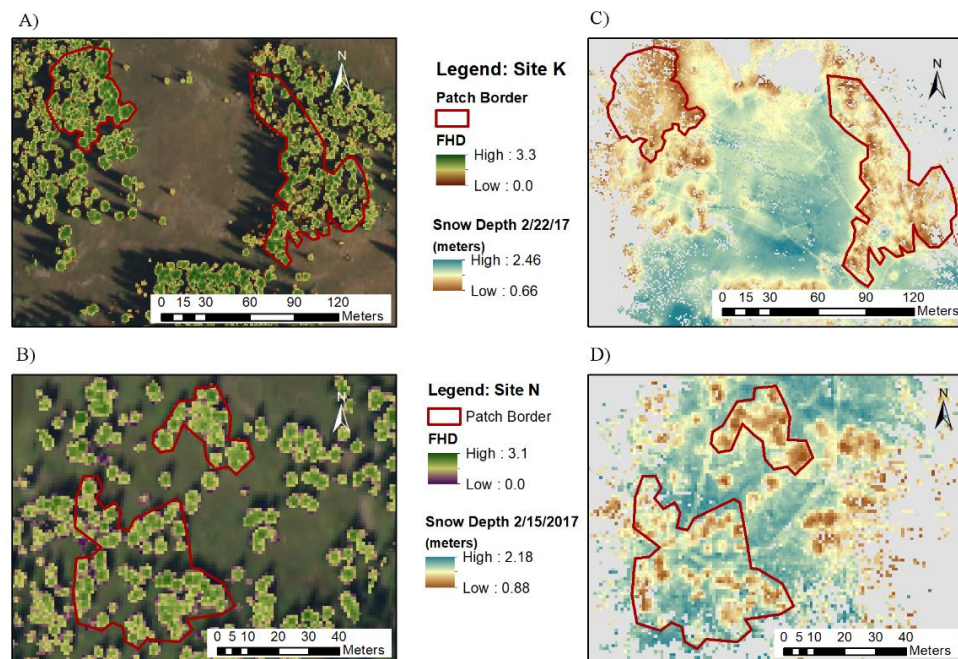 A)
N
0 15 30 60 90 120
Meters
Legend: Site K
Patch Border
FHD
High : 3.3
Low : 0.0
Snow Depth 2/22/17
(meters)
High : 2.46
Low : 0.66
C)
N
0 15 30 60 90 120
Meters
B)
N
0 5 10 20 30 40
Meters
Legend: Site N
Patch Border
FHD
High : 3.1
Low : 0.0
Snow Depth 2/15/2017
(meters)
High : 2.18
Low : 0.88
D)
N
0 5 10 20 30 40
Meters